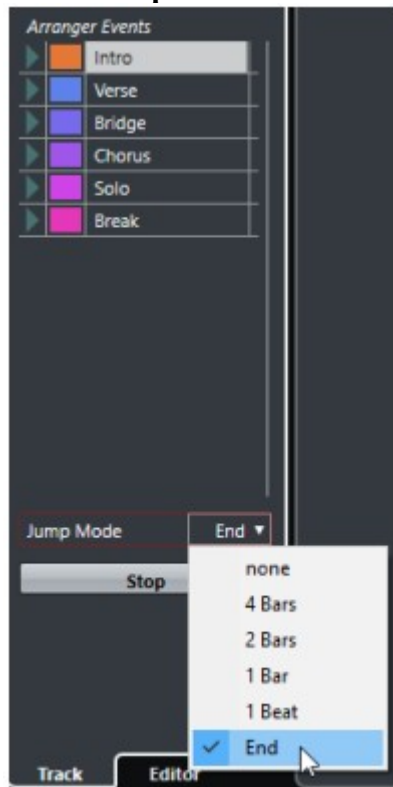 Arranger Events
Intro
Verse
Bridge
Chorus
Solo
Break
Jump Mode End
Stop
none
4 Bars
2 Bars
1 Bar
1 Beat
End
Track Editor